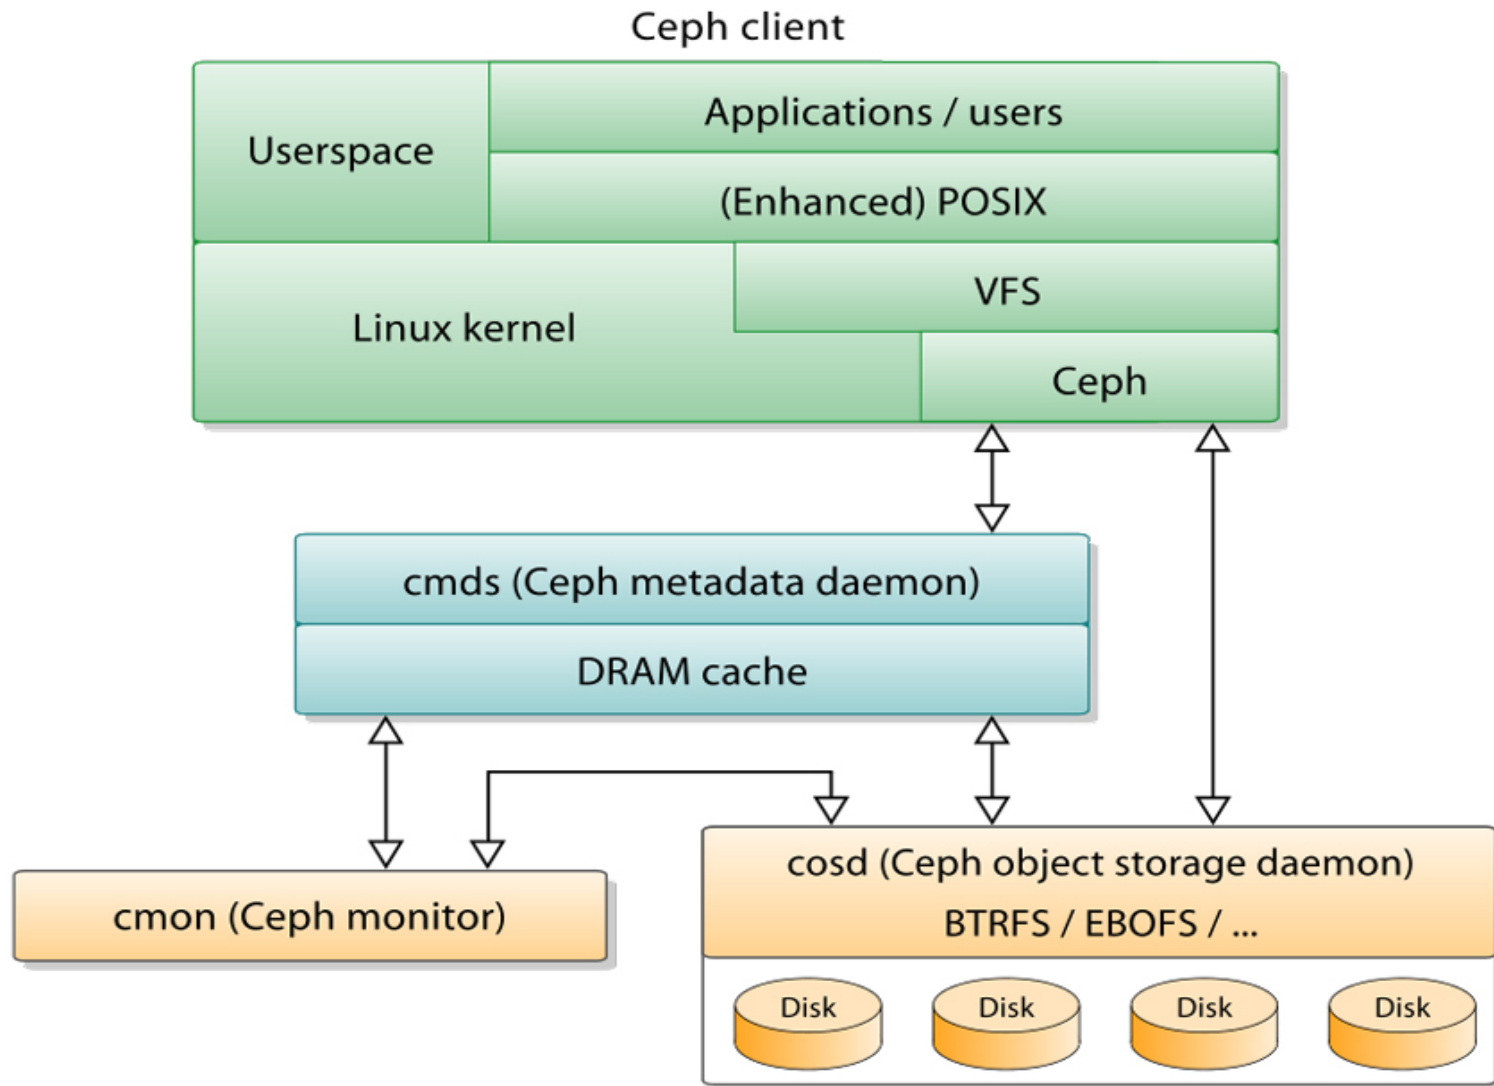 Ceph client
Userspace
Applications / users
(Enhanced) POSIX
Linux kernel
VFS
Ceph
cmds (Ceph metadata daemon)
DRAM cache
cmon (Ceph monitor)
cosd (Ceph object storage daemon)
BTRFS / EBOFS / ...
Disk
Disk
Disk
Disk